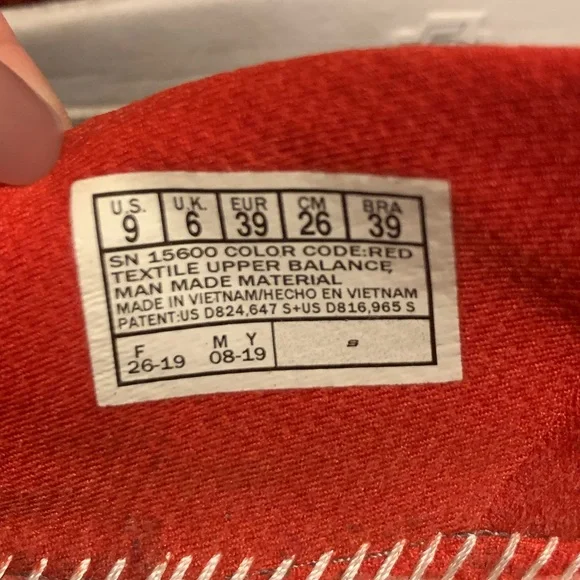 U.S. U.K. EUR CM BRA
9 6 39 26 39
SN 15600 COLOR CODE:RED
TEXTILE UPPER BALANCE,
MAN MADE MATERIAL
MADE IN VIETNAM/HECHO EN VIETNAM
PATENT:US D824,647 S+US D816,965 S
F M Y
26-19 08-19